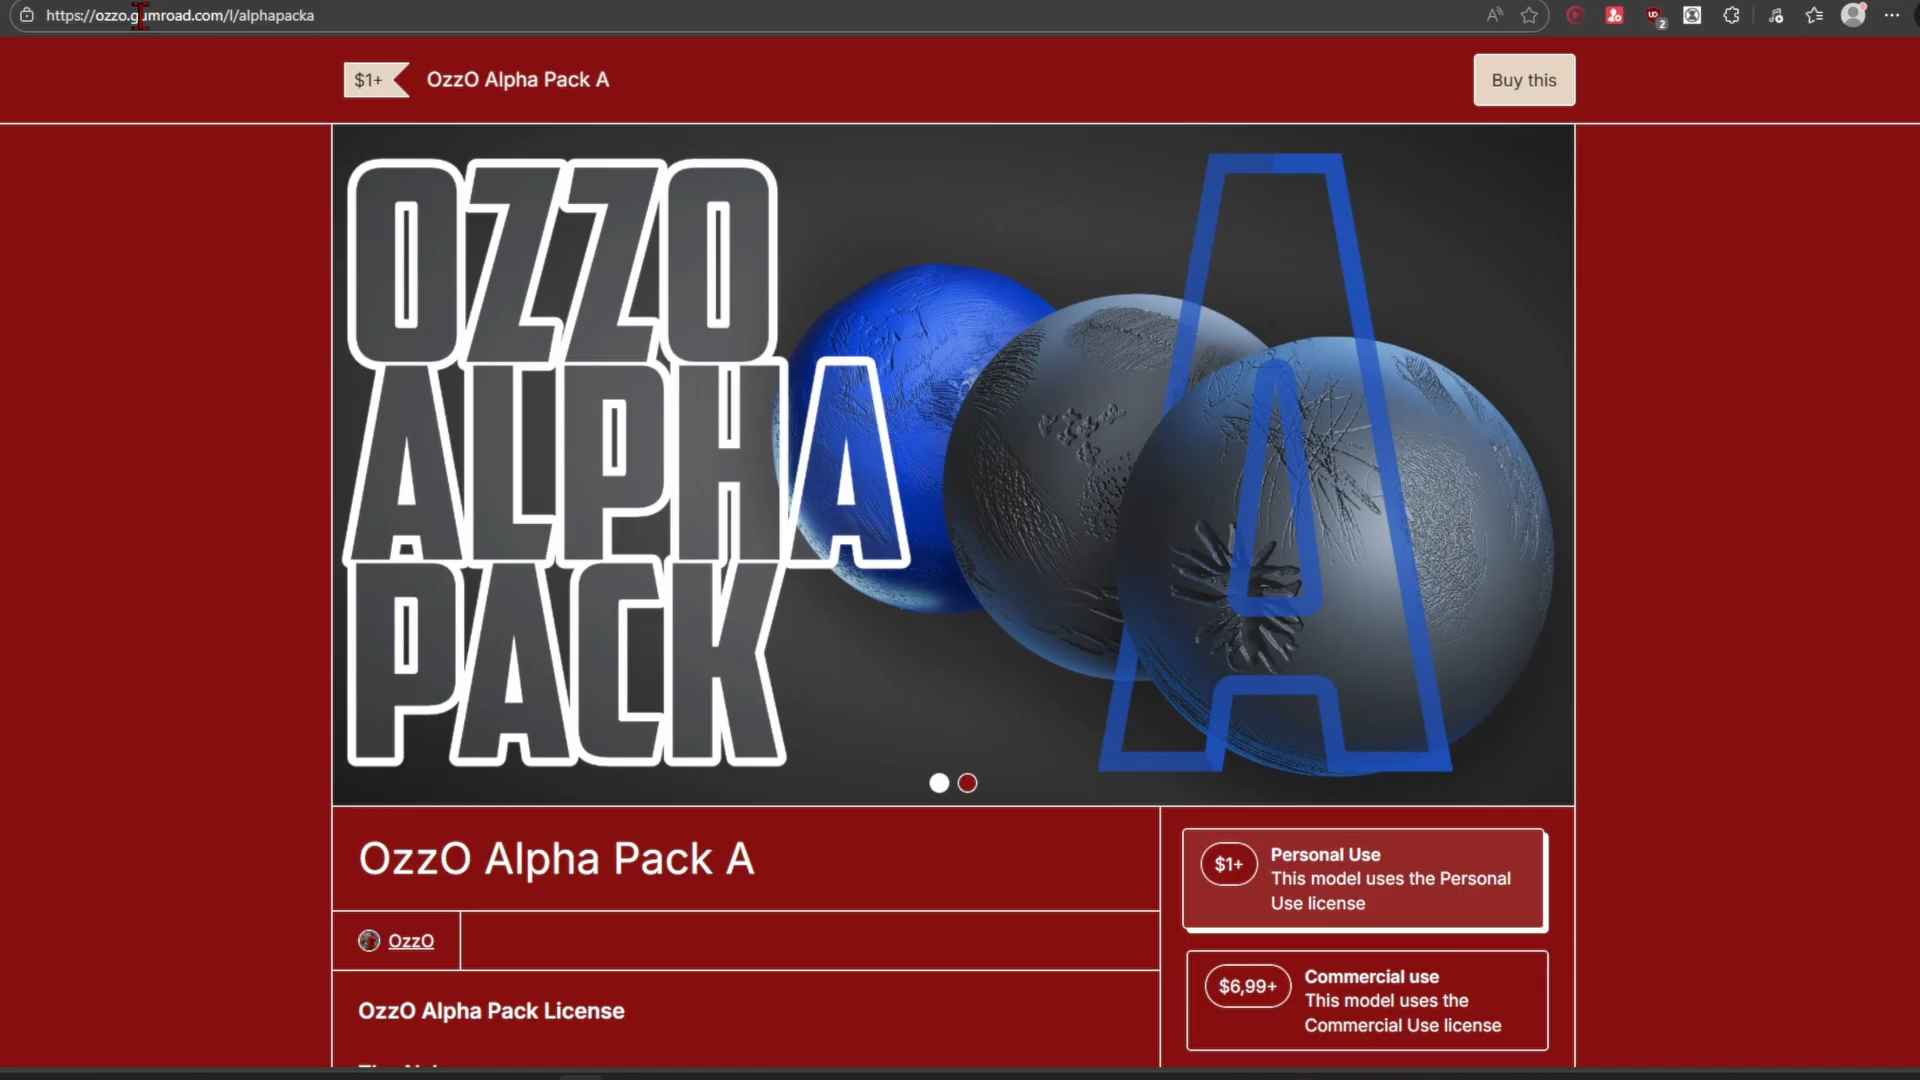 https://ozzo.gumroad.com/l/alphapacka
2
$1+
OzzO Alpha Pack A
Buy this
OZZO
ALPHA
PACK
A
OzzO Alpha Pack A
OzzO
OzzO Alpha Pack License
$1+
Personal Use
This model uses the Personal
Use license
$6,99+
Commercial use
This model uses the
Commercial Use license